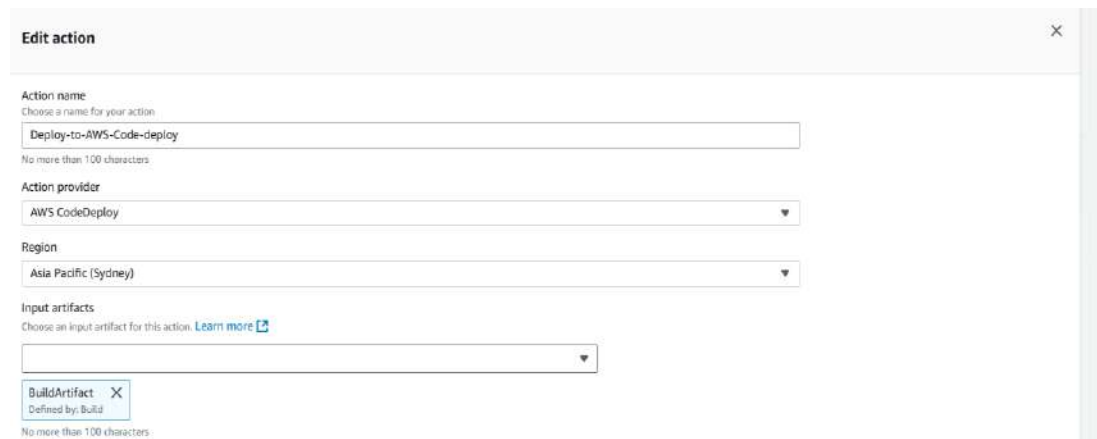 Edit action
Action name
Choose a name for your action
Deploy-to-AWS-Code-deploy
No more than 100 characters
Action provider
AWS CodeDeploy
Region
Asia Pacific (Sydney)
Input artifacts
Choose an input artifact for this action. Learn more
BuildArtifact
Defined by: Build
No more than 100 characters